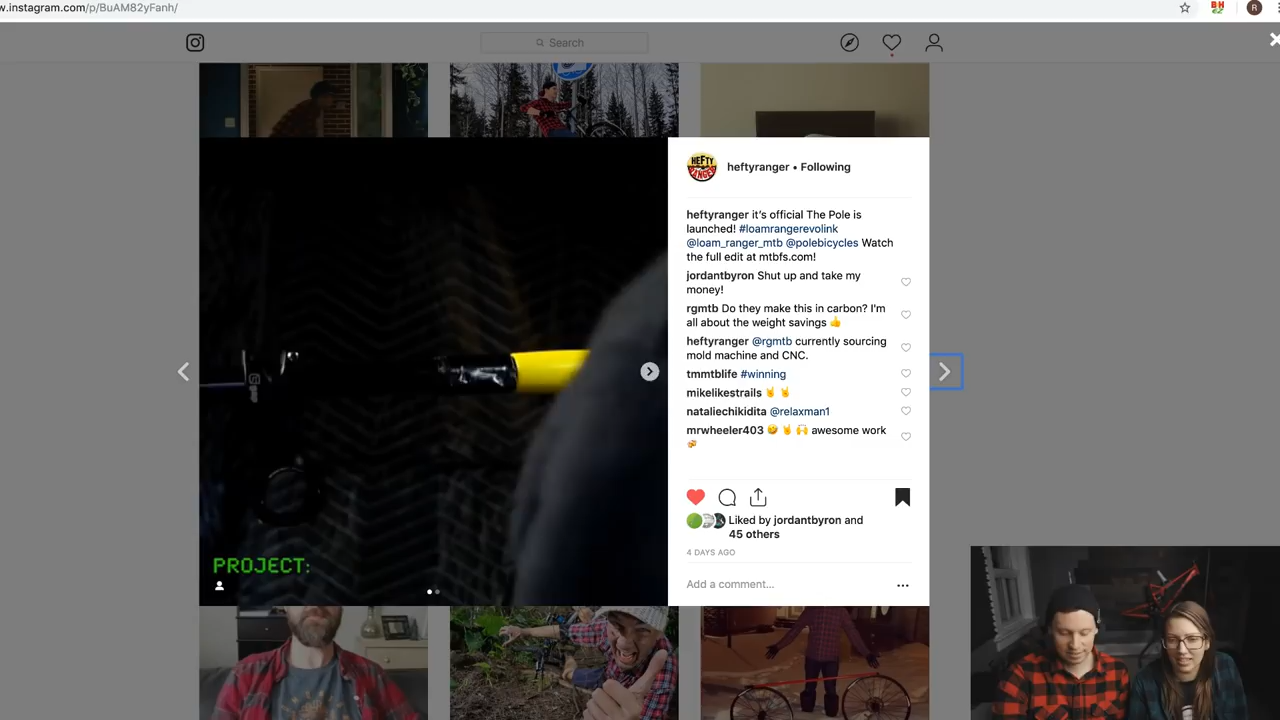 w.instagram.com/p/BuAM82yFanh/
BH
R
Search
HEFTY
RANGER
heftyranger • Following
heftyranger it's official The Pole is
launched! #loamrangerevolink
@loam_ranger_mtb @polebicycles Watch
the full edit at mtbfs.com!
jordantbyron Shut up and take my
money!
rgmtb Do they make this in carbon? I'm
all about the weight savings 👍
heftyranger @rgmtb currently sourcing
mold machine and CNC.
tmmtblife #winning
mikelikestrails 🤘 🤘
nataliechikidita @relaxman1
mrwheeler403 🤣 🤘 🙌 awesome work
🍻
Liked by jordantbyron and
45 others
4 DAYS AGO
Add a comment...
PROJECT: